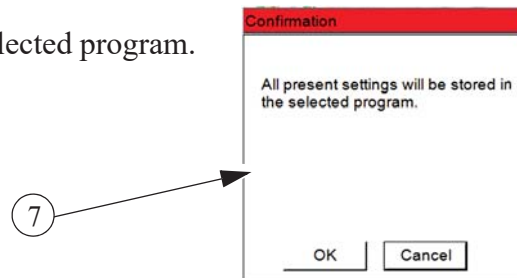 lected program.
Confirmation
All present settings will be stored in
the selected program.
7
OK
Cancel